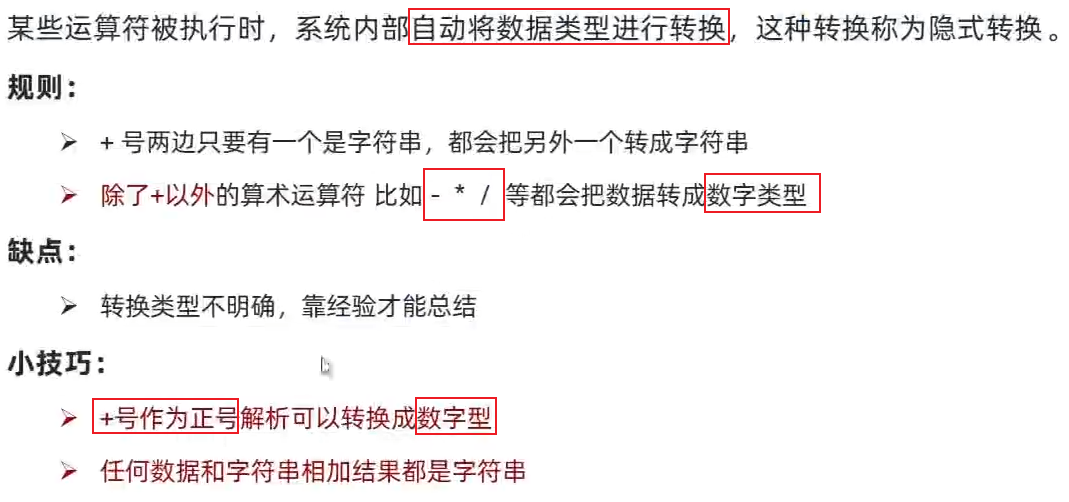 某些运算符被执行时，系统内部自动将数据类型进行转换，这种转换称为隐式转换。
规则：
➢ + 号两边只要有一个是字符串，都会把另外一个转成字符串
➢ 除了+以外的算术运算符 比如 - * / 等都会把数据转成数字类型
缺点：
➢ 转换类型不明确，靠经验才能总结
小技巧：
➢ +号作为正号解析可以转换成数字型
➢ 任何数据和字符串相加结果都是字符串